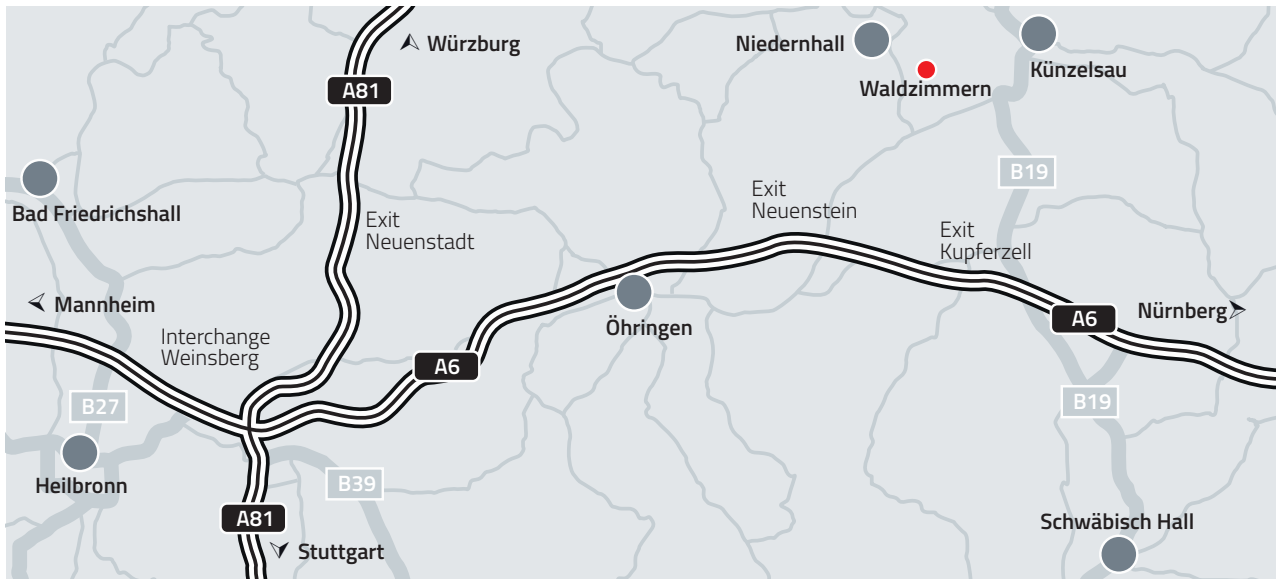 Würzburg
Niedernhall
Künzelsau
A81
Waldzimmern
B19
Bad Friedrichshall
Exit
Neuenstadt
Exit
Neuenstein
Exit
Kupferzell
Mannheim
Nürnberg
Öhringen
A6
Interchange
Weinsberg
A6
B27
B19
Heilbronn
B39
A81
Schwäbisch Hall
Stuttgart